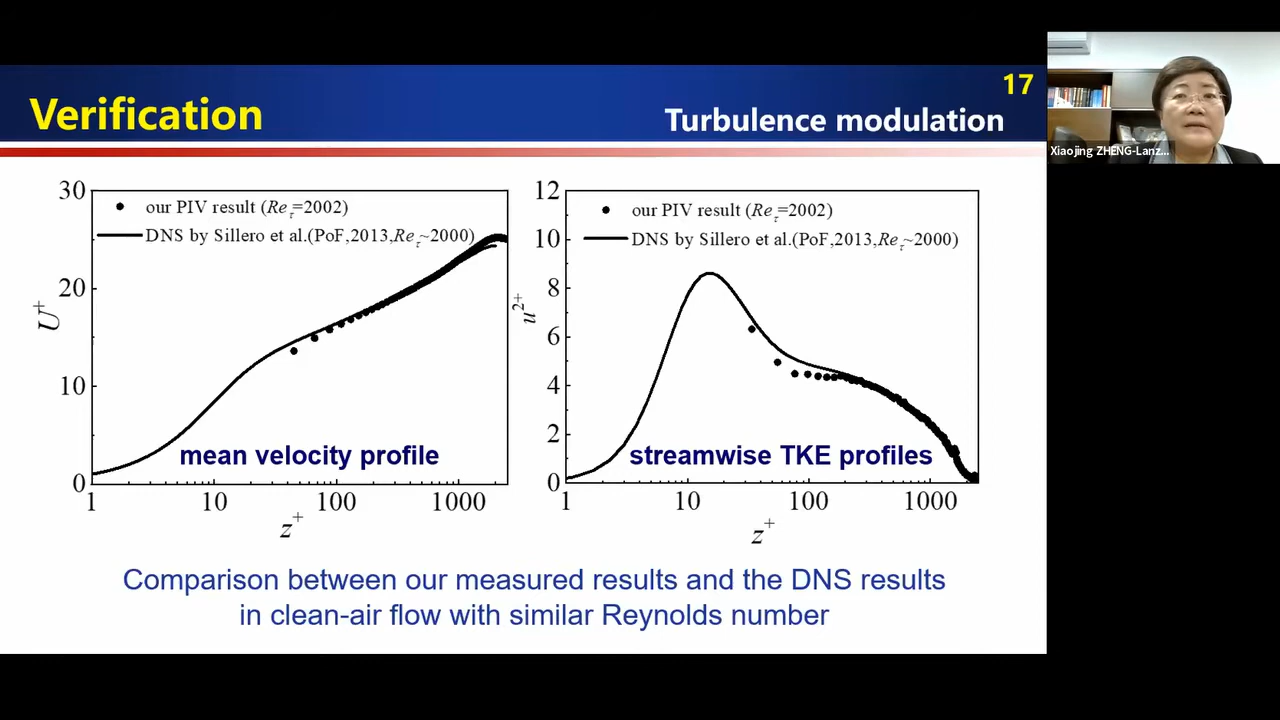 17
Verification
Turbulence modulation
Xiaojing ZHENG-Lanz...
30
20
10
0
U+
our PIV result (Reτ=2002)
DNS by Sillero et al.(PoF,2013,Reτ~2000)
mean velocity profile
1 10 100 1000
z+
12
10
8
6
4
2
0
u2+
our PIV result (Reτ=2002)
DNS by Sillero et al.(PoF,2013,Reτ~2000)
streamwise TKE profiles
1 10 100 1000
z+
Comparison between our measured results and the DNS results
in clean-air flow with similar Reynolds number